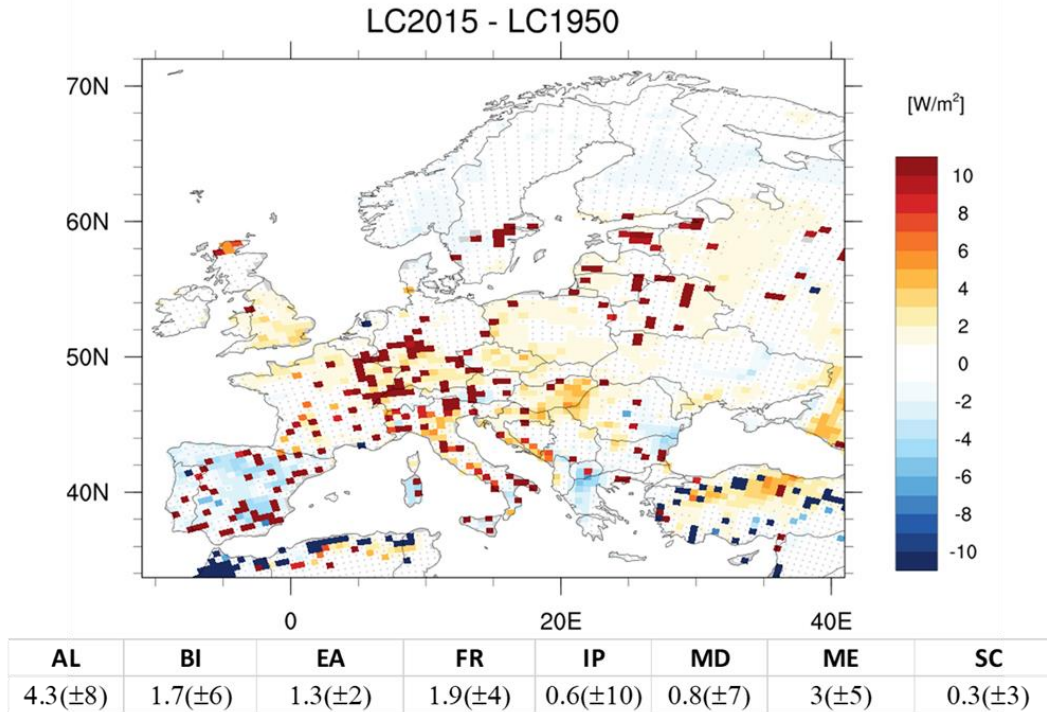 LC2015 - LC1950
70N
60N
50N
40N
0
20E
40E
[W/m²]
10
8
6
4
2
0
-2
-4
-6
-8
-10
AL BI EA FR IP MD ME SC
4.3(±8) 1.7(±6) 1.3(±2) 1.9(±4) 0.6(±10) 0.8(±7) 3(±5) 0.3(±3)